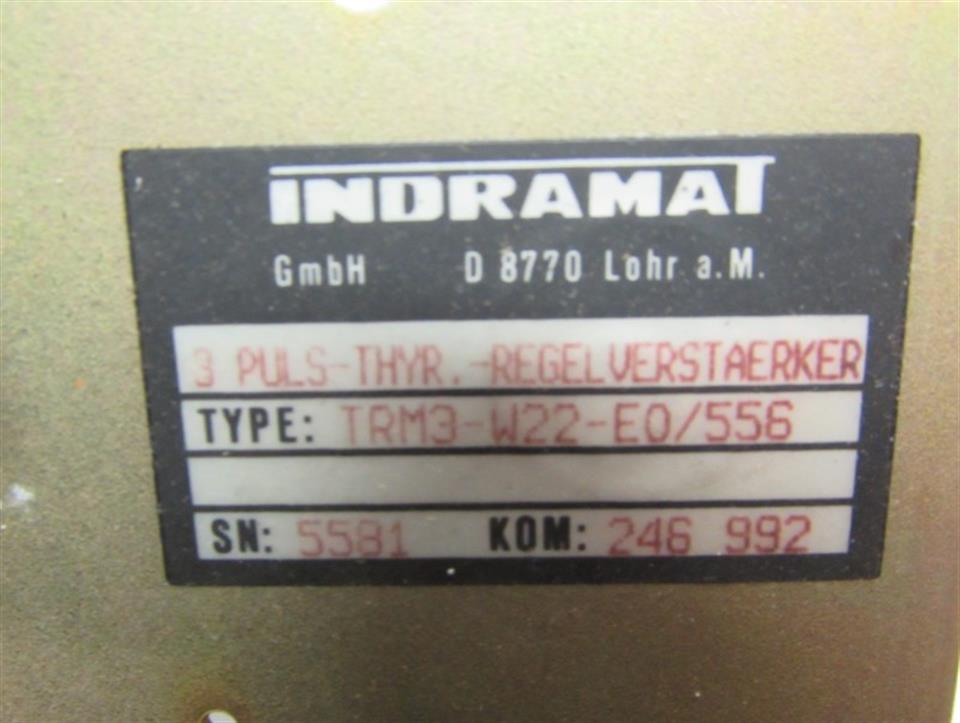 INDRAMAT
GmbH D 8770 Lohr a.M.
3 PULS-THYR.-REGELVERSTAERKER
TYPE: TRM3-W22-E0/556
SN: 5581 KOM: 246 992